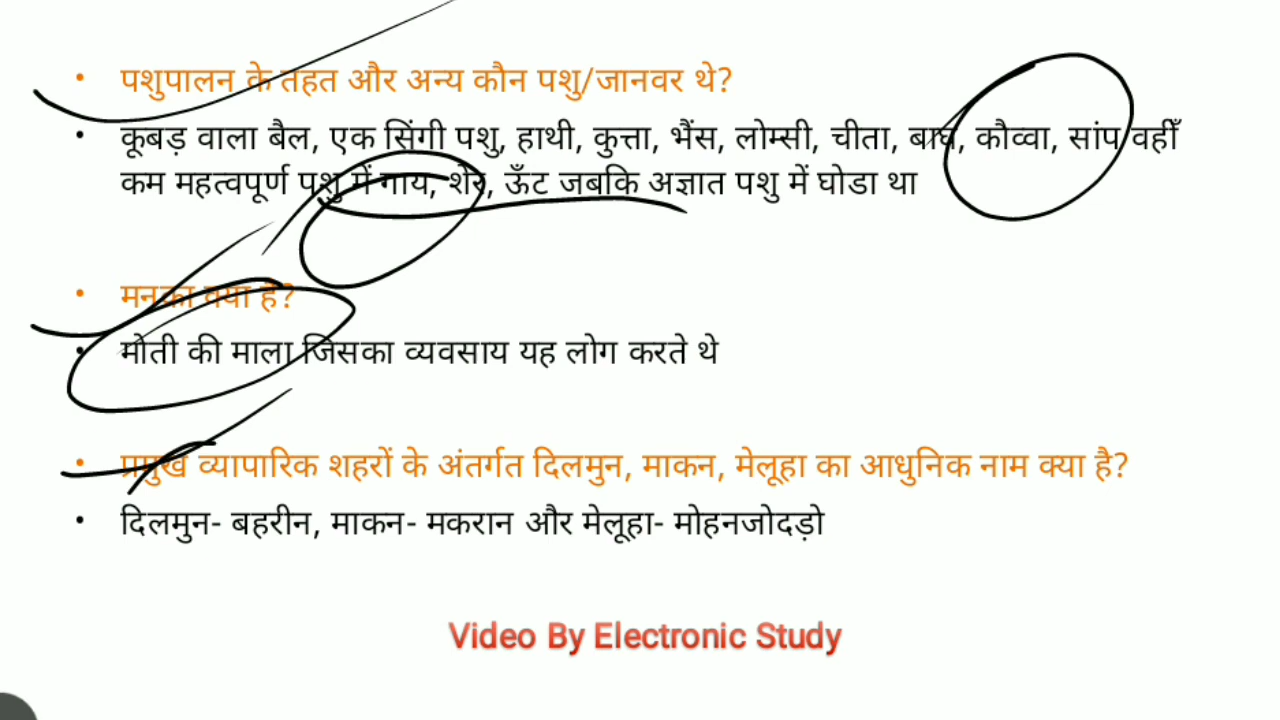 • पशुपालन के तहत और अन्य कौन पशु/जानवर थे?
• कूबड़ वाला बैल, एक सिंगी पशु, हाथी, कुत्ता, भैंस, लोम्सी, चीता, बाघ, कौव्वा, सांप वहीँ
कम महत्वपूर्ण पशु में गाय, शेर, ऊँट जबकि अज्ञात पशु में घोडा था
• मनका क्या है?
• मोती की माला जिसका व्यवसाय यह लोग करते थे
• प्रमुख व्यापारिक शहरों के अंतर्गत दिलमुन, माकन, मेलूहा का आधुनिक नाम क्या है?
• दिलमुन- बहरीन, माकन- मकरान और मेलूहा- मोहनजोदड़ो
Video By Electronic Study